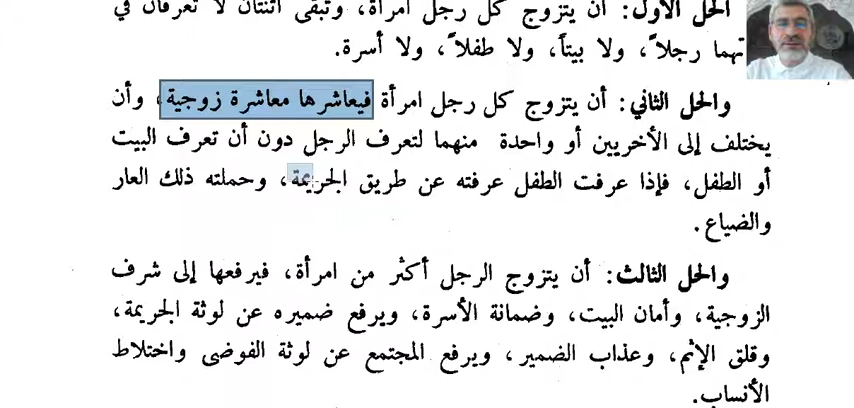 الحل الأول: أن يتزوج كل رجل امرأة، وتبقى اثنتان لا تعرفان في
تهما رجلاً، ولا بيتاً، ولا طفلاً، ولا أسرة.
والحل الثاني: أن يتزوج كل رجل امرأة فيعاشرها معاشرة زوجية، وأن
يختلف إلى الأخريين أو واحدة منهما لتعرف الرجل دون أن تعرف البيت
أو الطفل، فإذا عرفت الطفل عرفته عن طريق الجريمة، وحملته ذلك العار
والضياع.
والحل الثالث: أن يتزوج الرجل أكثر من امرأة، فيرفعها إلى شرف
الزوجية، وأمان البيت، وضمانة الأسرة، ويرفع ضميره عن لوثة الجريمة،
وقلق الإثم، وعذاب الضمير، ويرفع المجتمع عن لوثة الفوضى واختلاط
الأنساب.